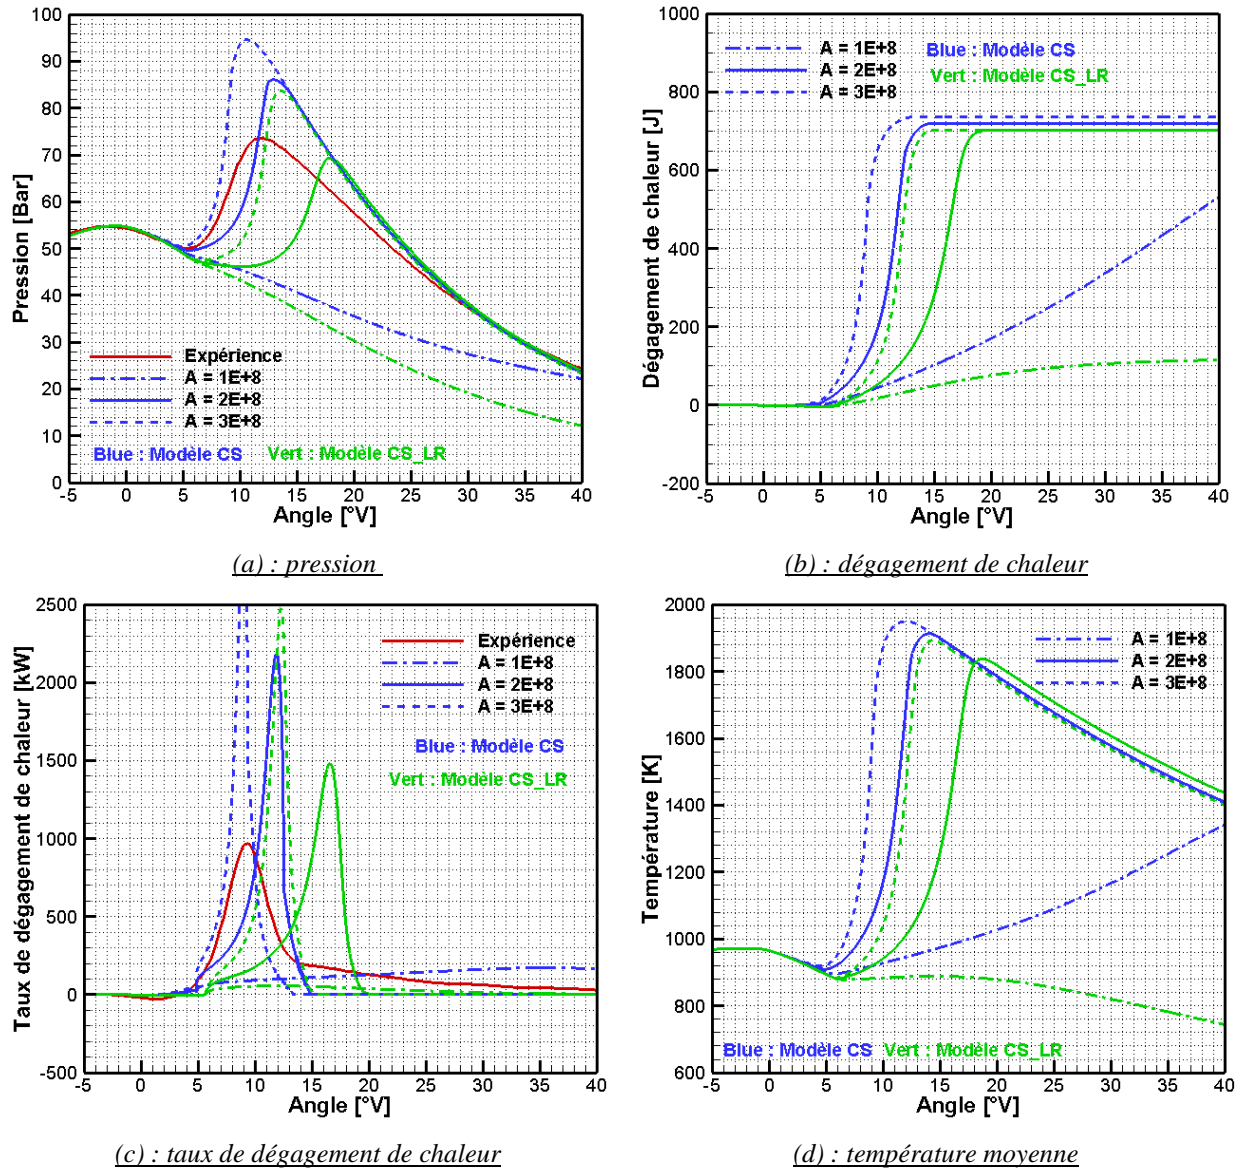 100
90
80
70
60
50
40
30
20
10
0
Pression [Bar]
Expérience
A = 1E+8
A = 2E+8
A = 3E+8
Blue : Modèle CS
Vert : Modèle CS_LR
-5 0 5 10 15 20 25 30 35 40
Angle [°V]
(a) : pression
1000
800
600
400
200
0
-200
Dégagement de chaleur [J]
A = 1E+8
A = 2E+8
A = 3E+8
Blue : Modèle CS
Vert : Modèle CS_LR
-5 0 5 10 15 20 25 30 35 40
Angle [°V]
(b) : dégagement de chaleur
2500
2000
1500
1000
500
0
-500
Taux de dégagement de chaleur [kW]
Expérience
A = 1E+8
A = 2E+8
A = 3E+8
Blue : Modèle CS
Vert : Modèle CS_LR
-5 0 5 10 15 20 25 30 35 40
Angle [°V]
(c) : taux de dégagement de chaleur
2000
1800
1600
1400
1200
1000
800
600
Température [K]
A = 1E+8
A = 2E+8
A = 3E+8
Blue : Modèle CS Vert : Modèle CS_LR
-5 0 5 10 15 20 25 30 35 40
Angle [°V]
(d) : température moyenne